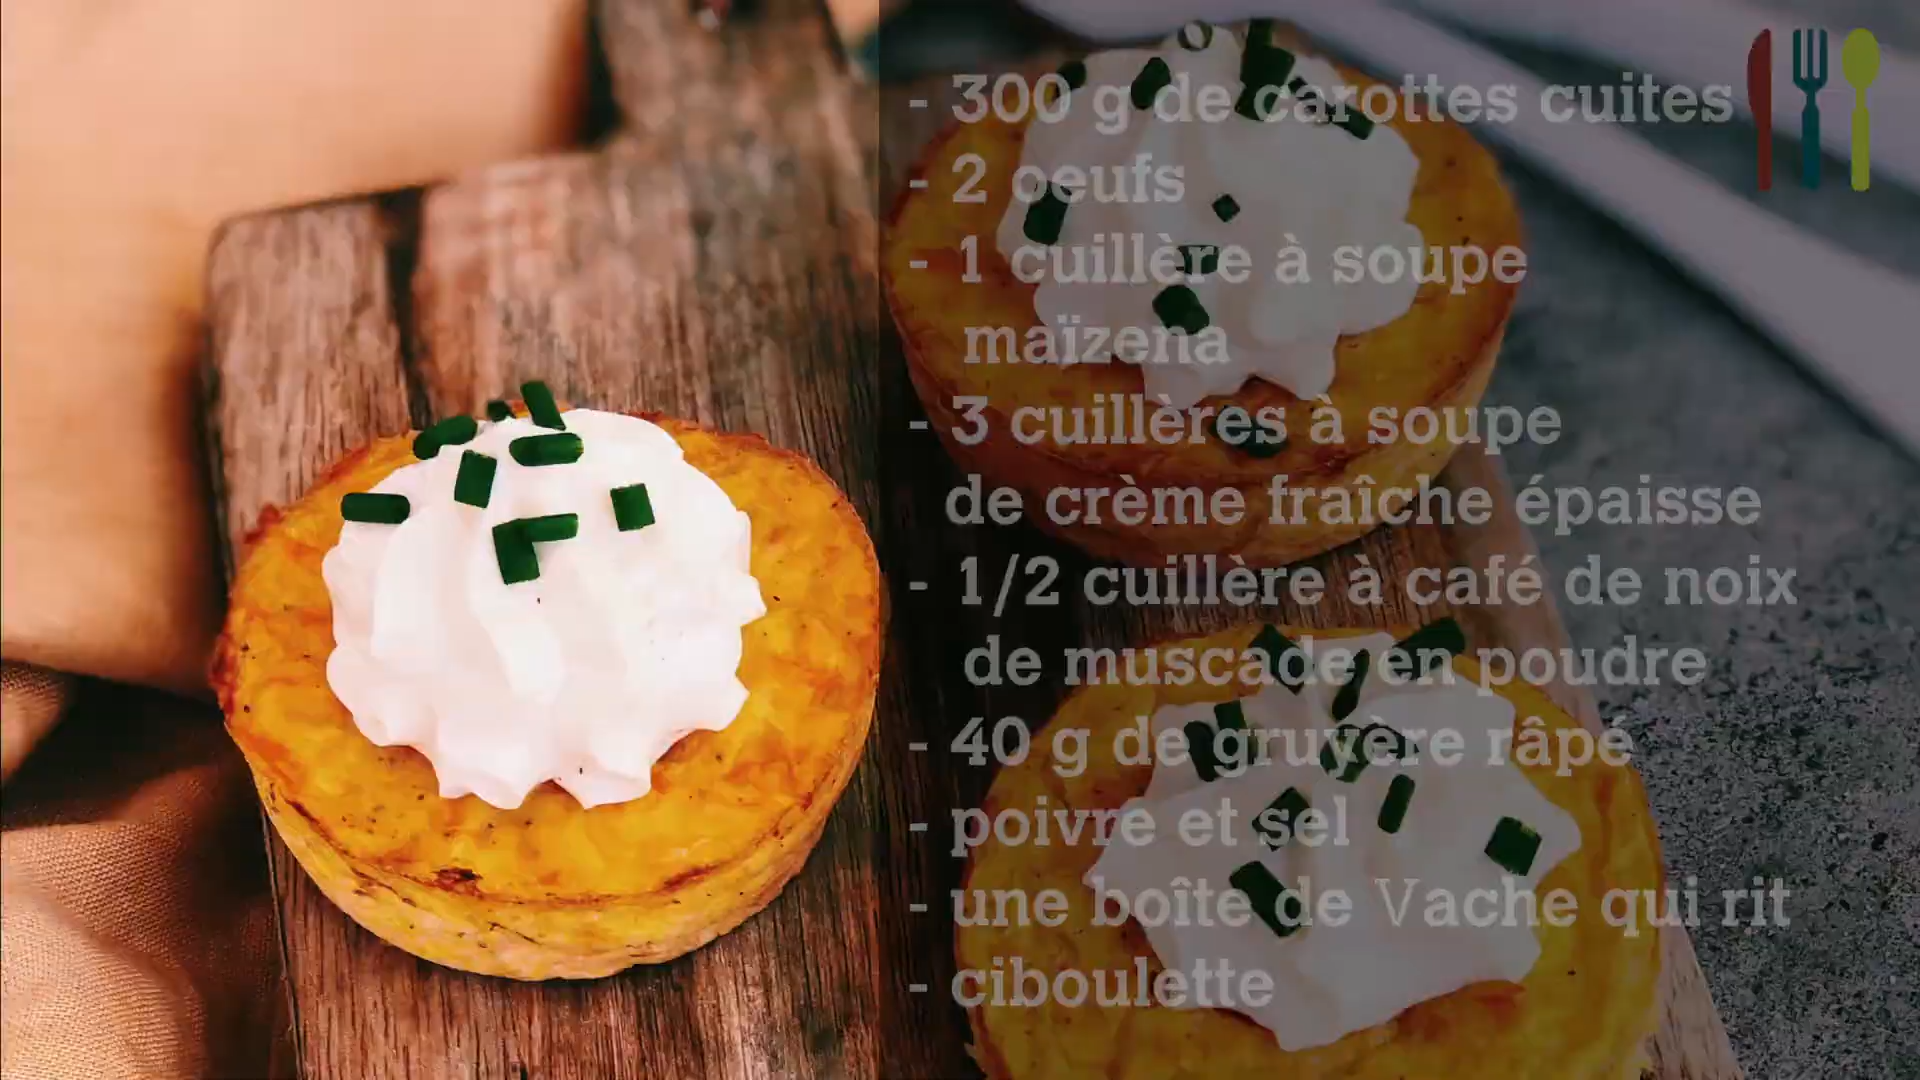 - 300 g de carottes cuites
- 2 oeufs
- 1 cuillère à soupe
maïzena
- 3 cuillères à soupe
de crème fraîche épaisse
- 1/2 cuillère à café de noix
de muscade en poudre
- 40 g de gruyère râpé
- poivre et sel
- une boîte de Vache qui rit
- ciboulette